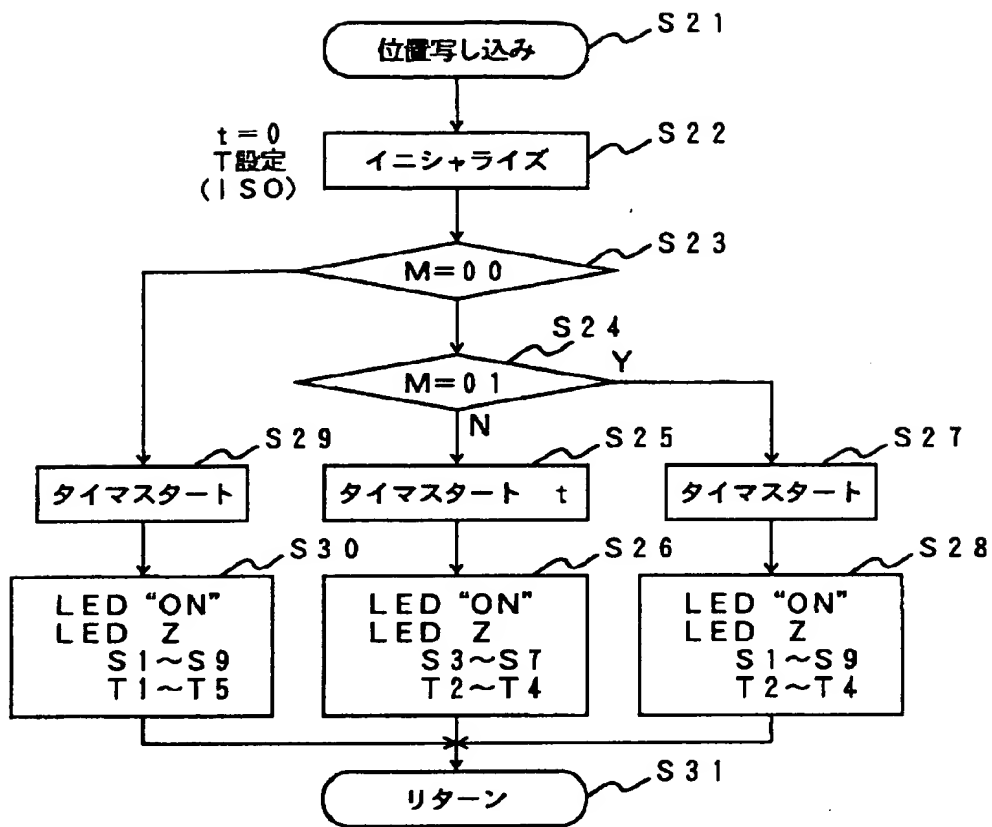 S21
位置写し込み
t=0
T設定
(ISO)
S22
イニシャライズ
S23
M=00
S24
M=01
Y
N
S29
タイマスタート
S25
タイマスタート t
S27
タイマスタート
S30
LED "ON"
LED Z
S1~S9
T1~T5
S26
LED "ON"
LED Z
S3~S7
T2~T4
S28
LED "ON"
LED Z
S1~S9
T2~T4
S31
リターン